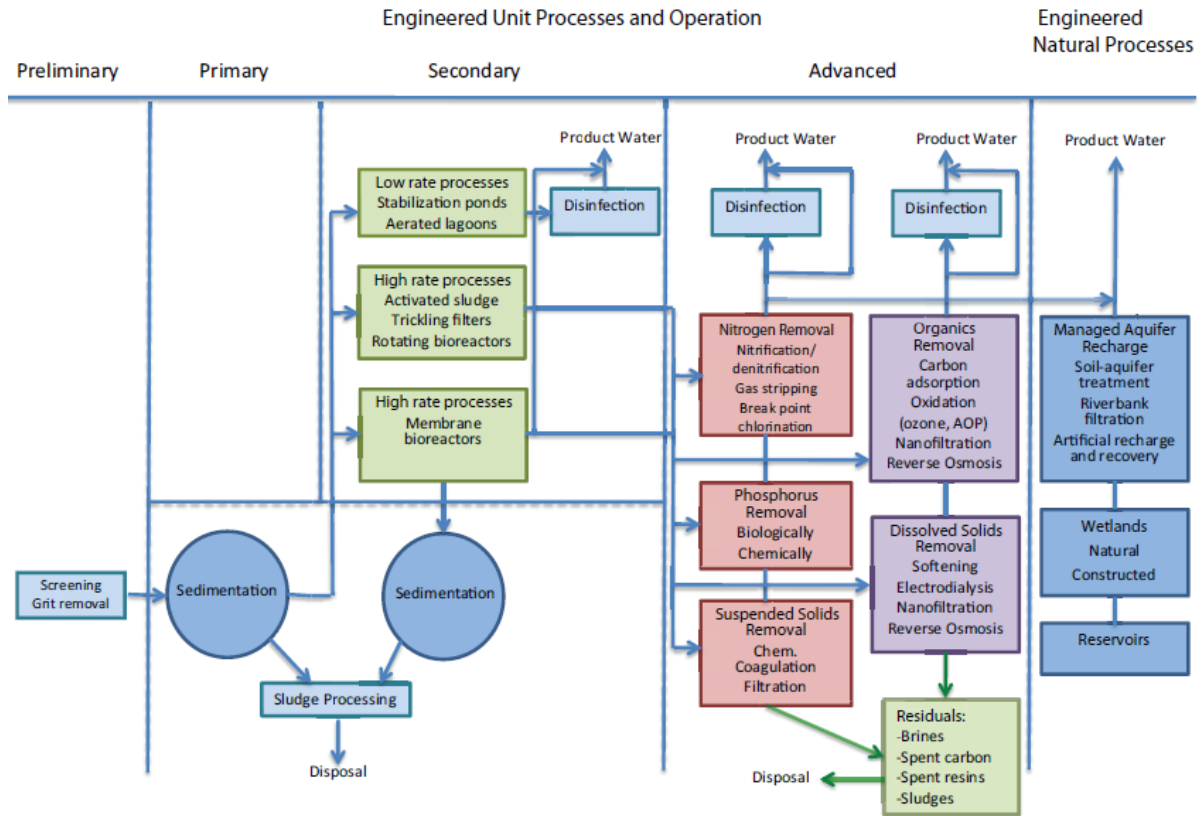 Engineered Unit Processes and Operation
Engineered
Natural Processes
Preliminary
Primary
Secondary
Advanced
Product Water
Product Water
Product Water
Product Water
Low rate processes
Stabilization ponds
Aerated lagoons
Disinfection
Disinfection
Disinfection
High rate processes
Activated sludge
Trickling filters
Rotating bioreactors
High rate processes
Membrane
bioreactors
Nitrogen Removal
Nitrification/
denitrification
Gas stripping
Break point
chlorination
Organics
Removal
Carbon
adsorption
Oxidation
(ozone, AOP)
Nanofiltration
Reverse Osmosis
Managed Aquifer
Recharge
Soil-aquifer
treatment
Riverbank
filtration
Artificial recharge
and recovery
Phosphorus
Removal
Biologically
Chemically
Dissolved Solids
Removal
Softening
Electrodialysis
Nanofiltration
Reverse Osmosis
Wetlands
Natural
Constructed
Screening
Grit removal
Sedimentation
Sedimentation
Suspended Solids
Removal
Chem.
Coagulation
Filtration
Reservoirs
Sludge Processing
Disposal
Residuals:
-Brines
-Spent carbon
-Spent resins
-Sludges
Disposal